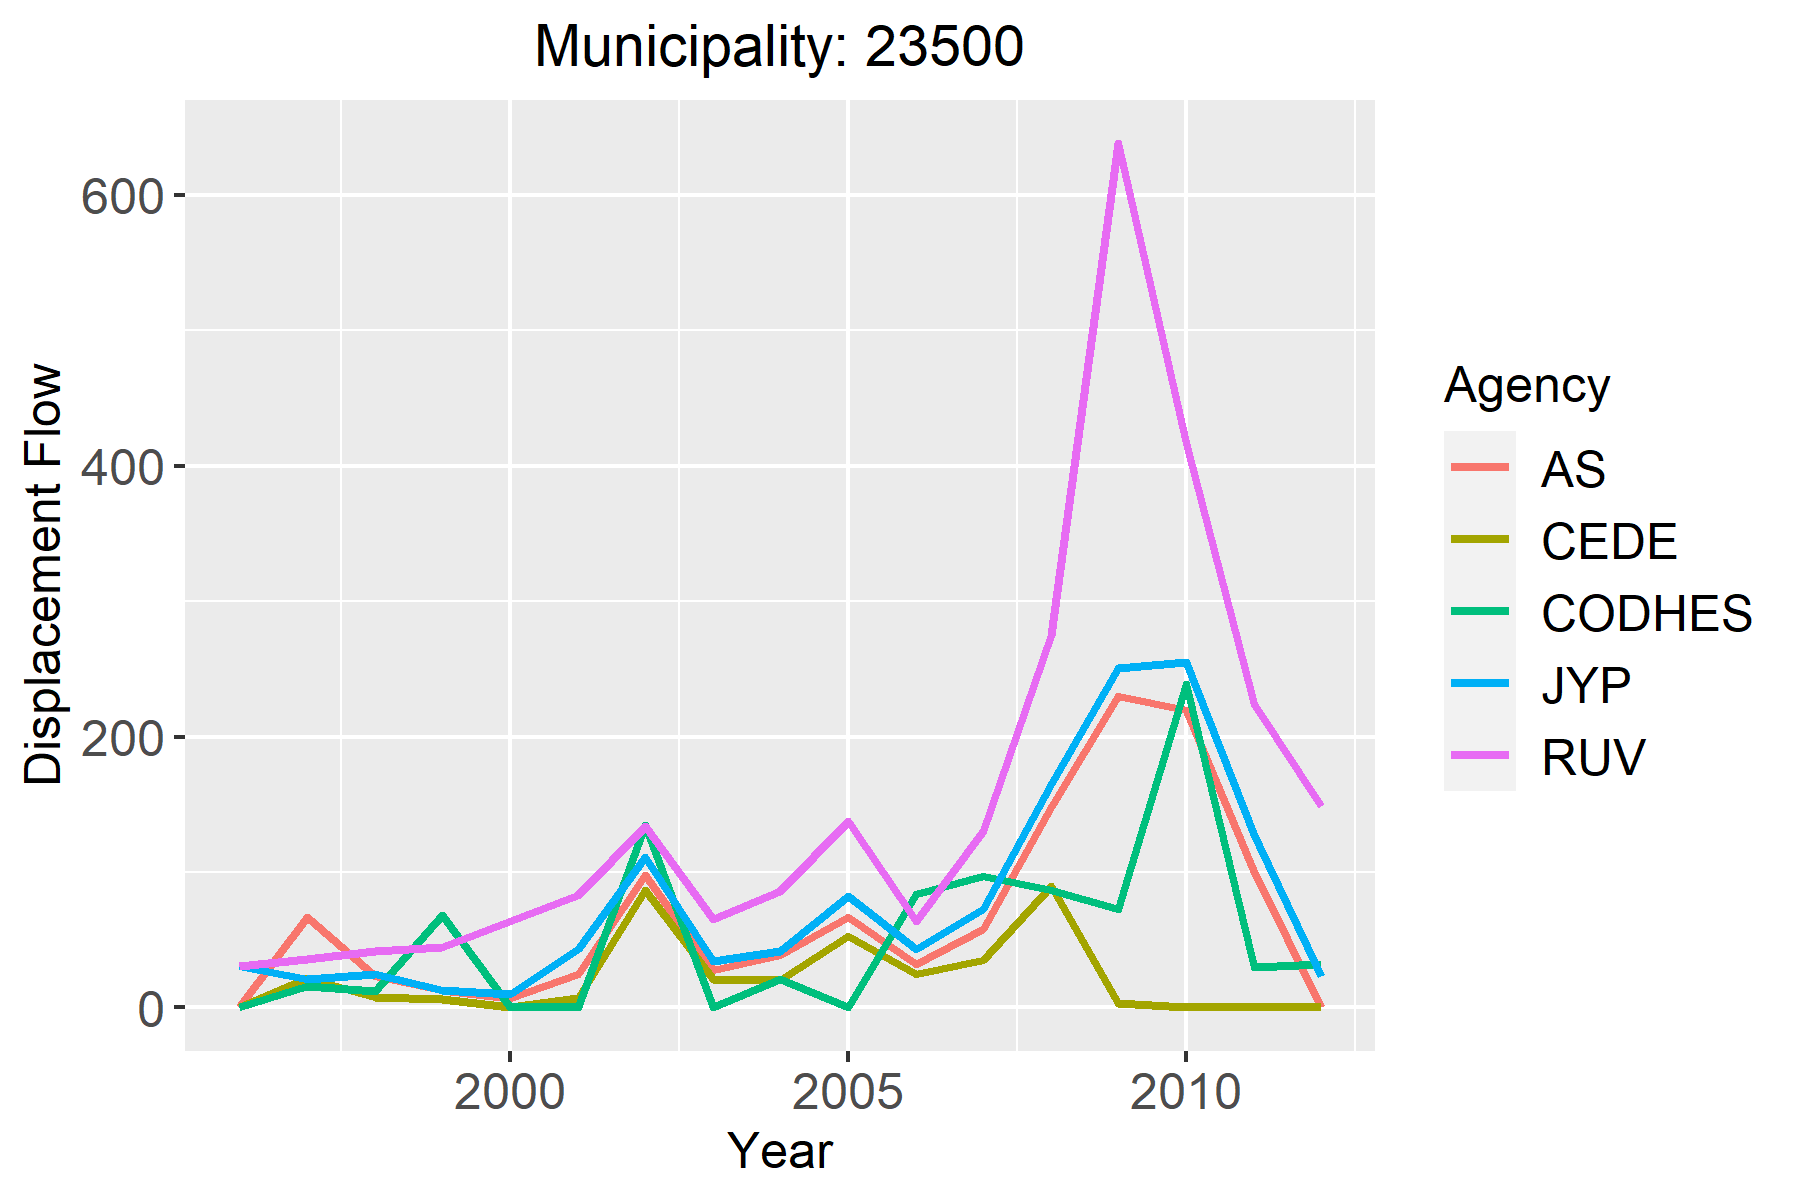 Municipality: 23500
Displacement Flow
600
400
200
0
2000 2005 2010
Year
Agency
AS
CEDE
CODHES
JYP
RUV